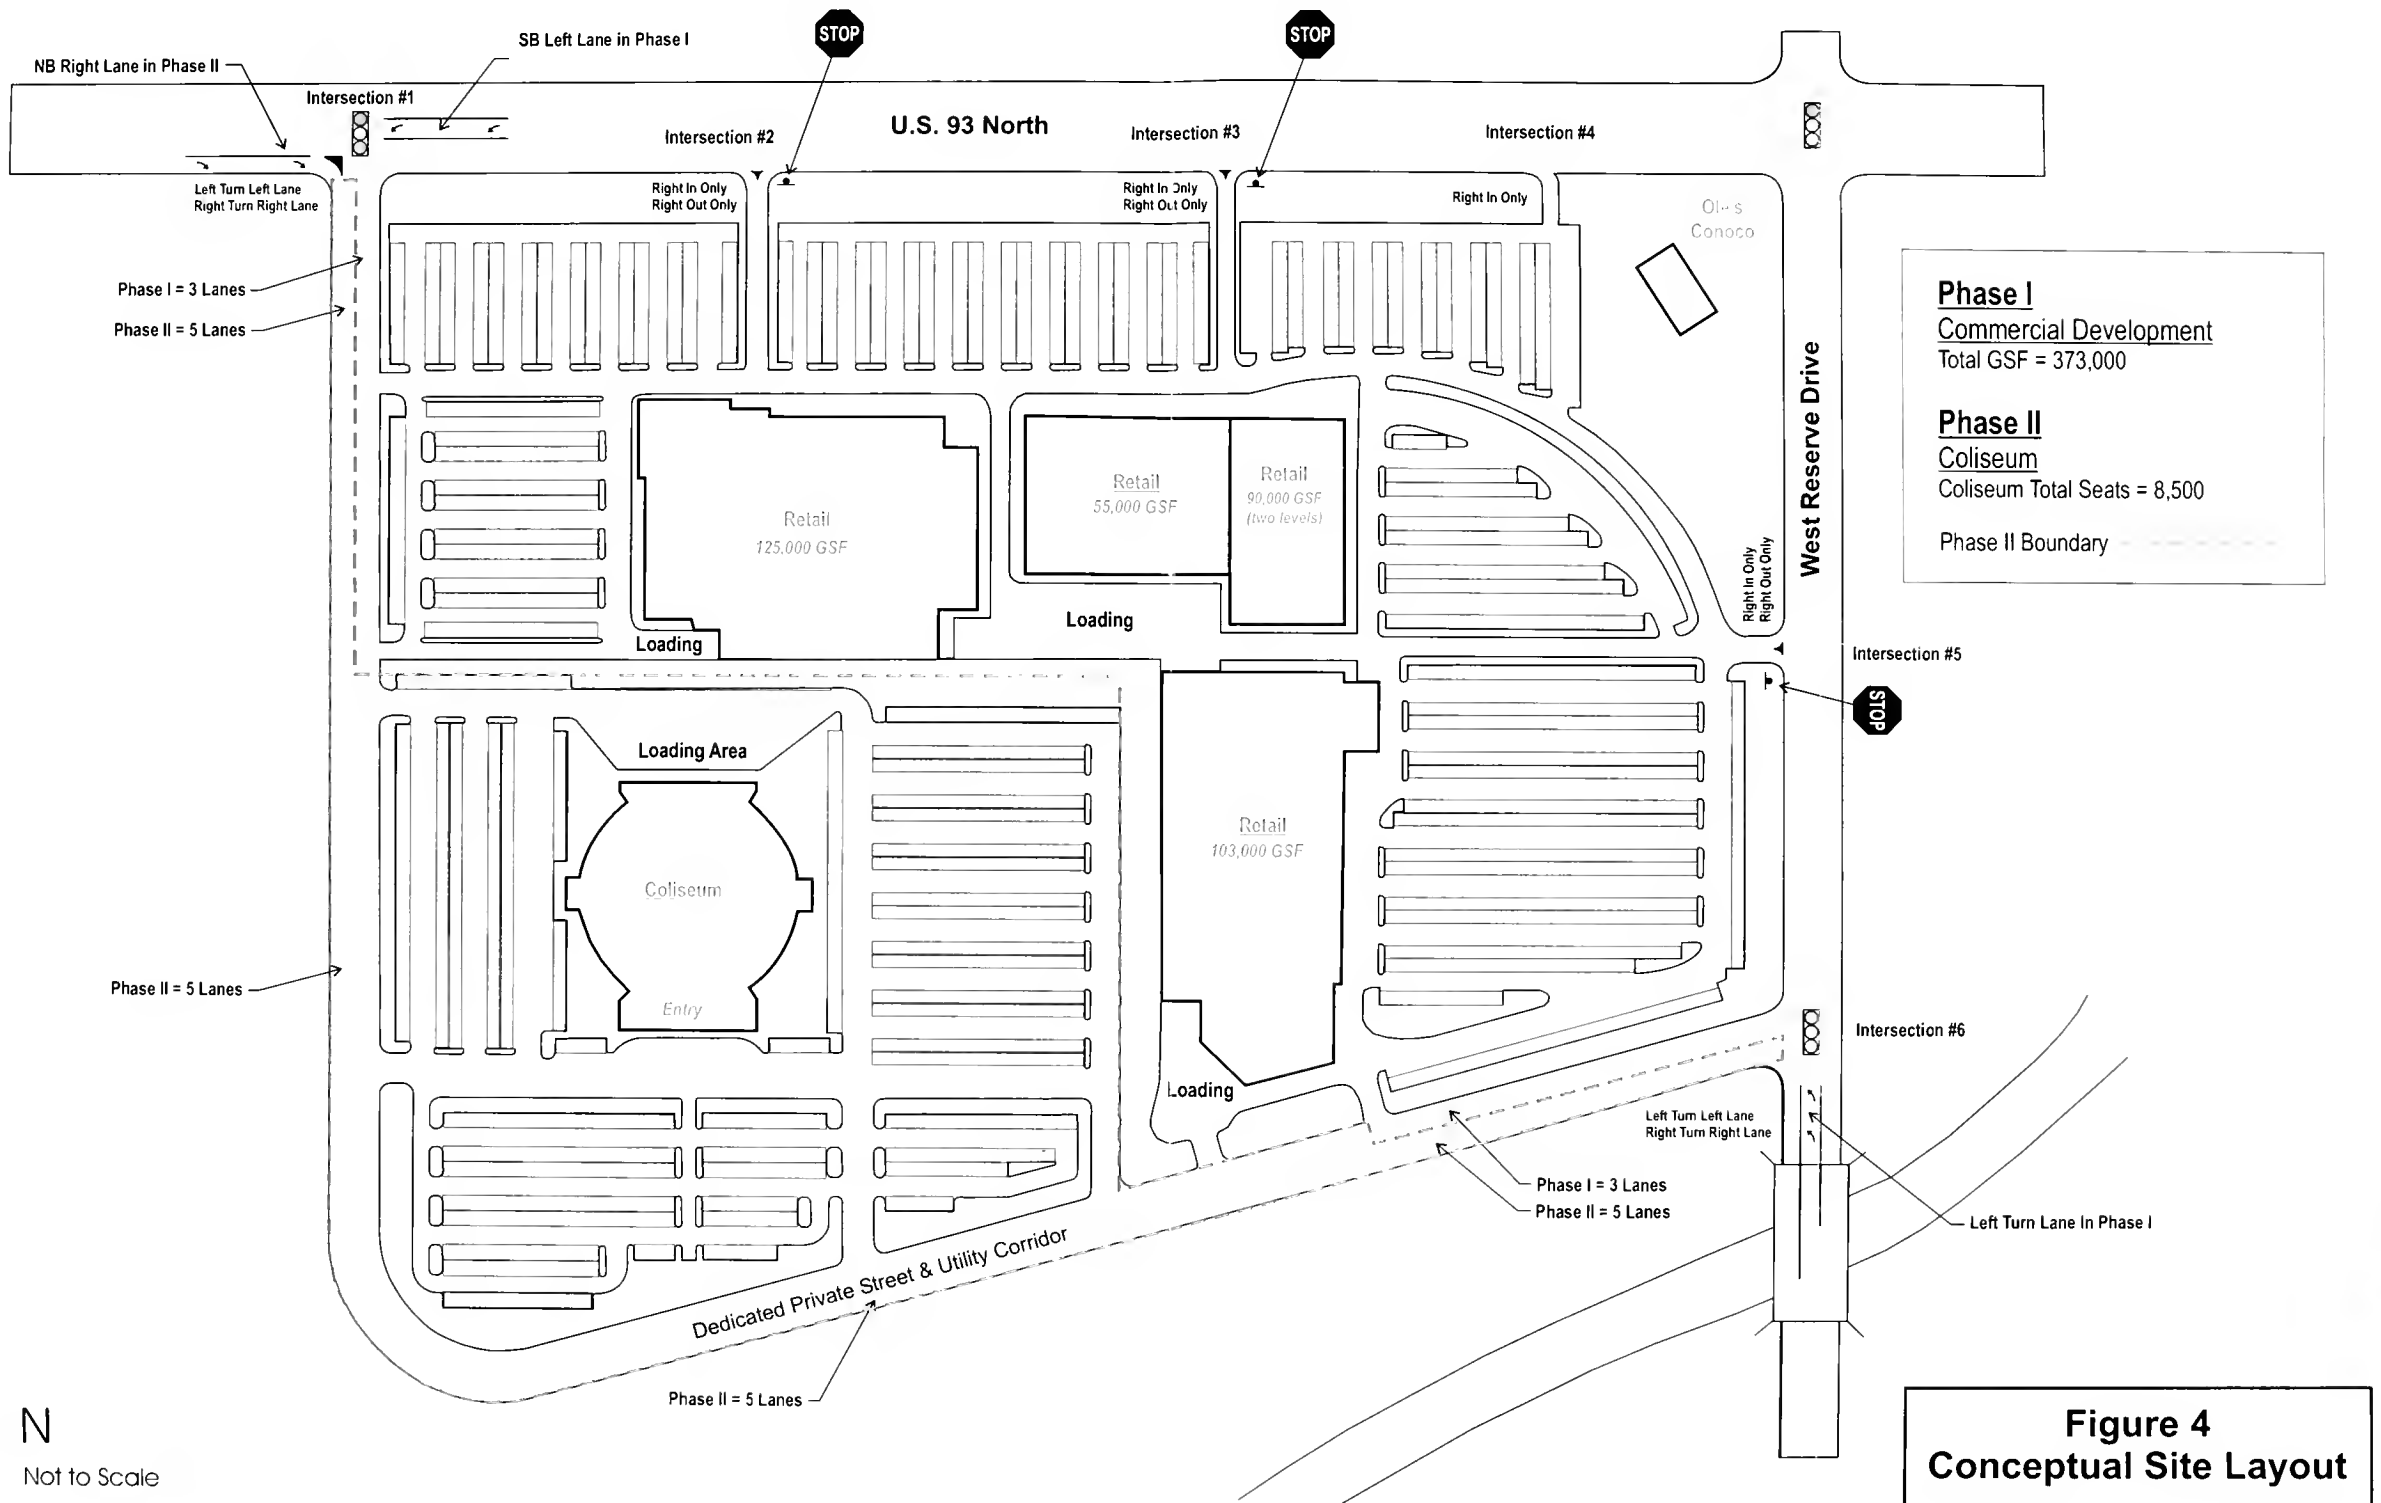 STOP
STOP
SB Left Lane in Phase I
NB Right Lane in Phase II
Intersection #1
U.S. 93 North
Intersection #2
Intersection #3
Intersection #4
Left Turn Left Lane
Right Turn Right Lane
Right In Only
Right Out Only
Right In Only
Right Out Only
Right In Only
Conoco
Phase I = 3 Lanes
Phase II = 5 Lanes
Phase I
Commercial Development
Total GSF = 373,000
Phase II
Coliseum
Coliseum Total Seats = 8,500
Phase II Boundary
West Reserve Drive
Retail
125,000 GSF
Retail
55,000 GSF
Retail
90,000 GSF
(two levels)
Right In Only
Right Out Only
Loading
Loading
Intersection #5
STOP
Loading Area
Retail
103,000 GSF
Coliseum
Entry
Phase II = 5 Lanes
Intersection #6
Loading
Left Turn Left Lane
Right Turn Right Lane
Phase I = 3 Lanes
Phase II = 5 Lanes
Left Turn Lane In Phase I
Dedicated Private Street & Utility Corridor
Phase II = 5 Lanes
N
Not to Scale
Figure 4
Conceptual Site Layout